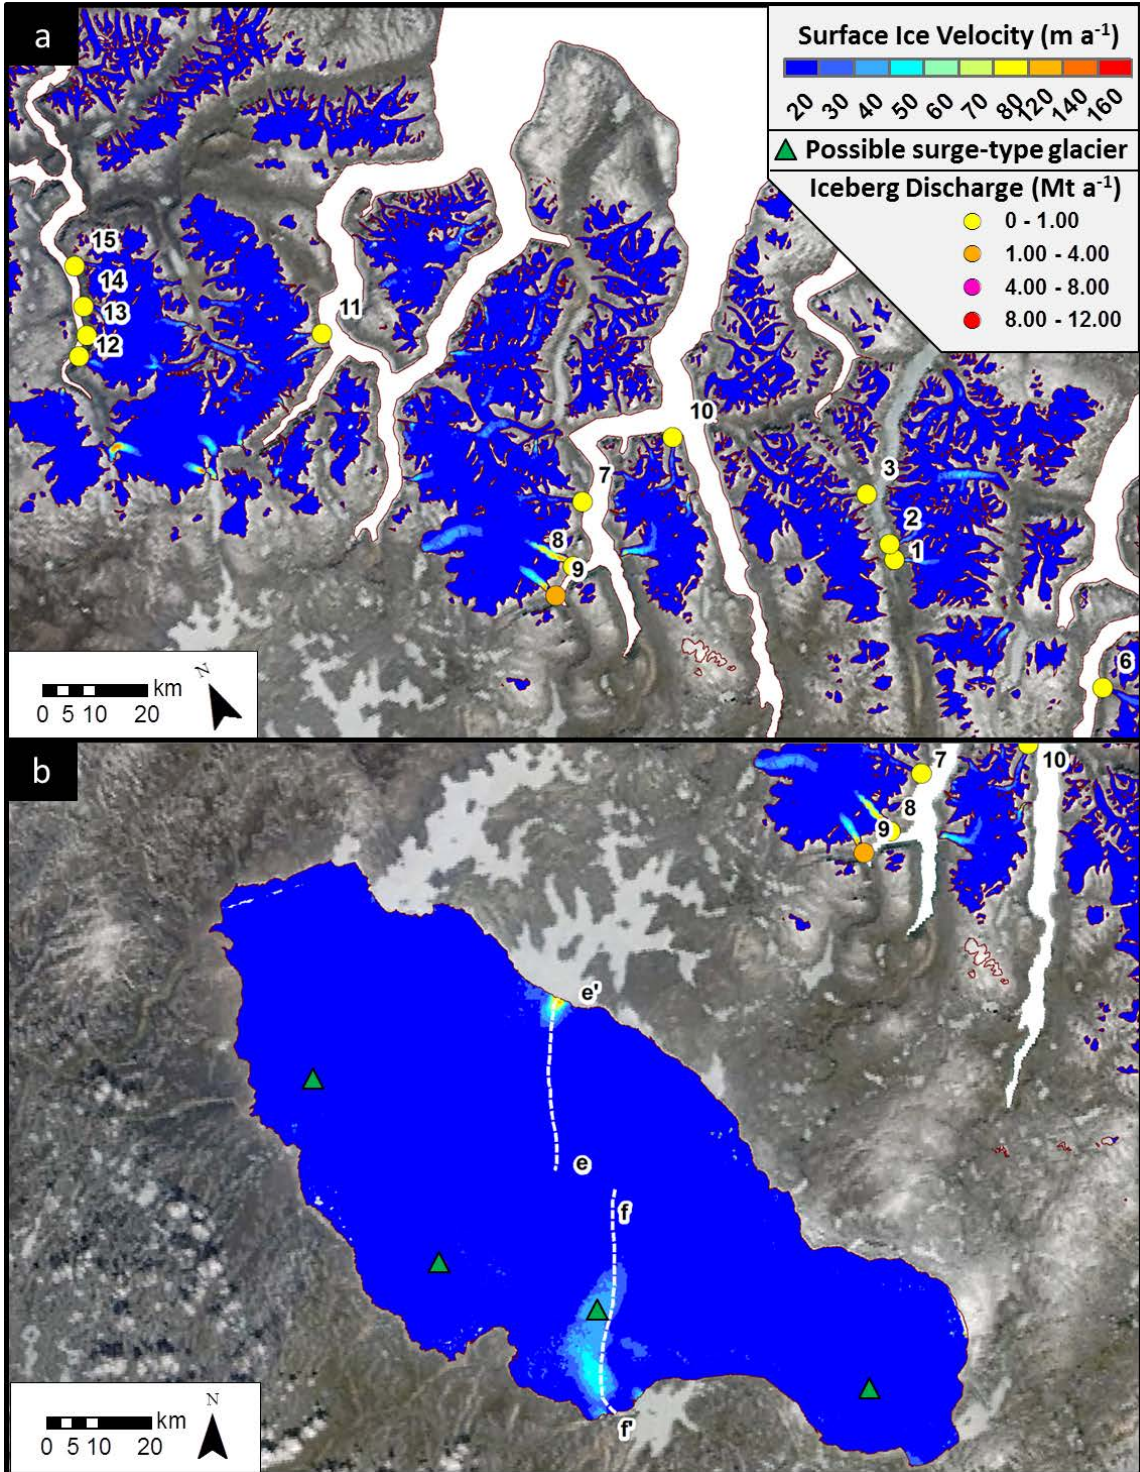 a
Surface Ice Velocity (m a⁻¹)
20 30 40 50 60 70 80 120 140 160
Possible surge-type glacier
Iceberg Discharge (Mt a⁻¹)
0 - 1.00
1.00 - 4.00
4.00 - 8.00
8.00 - 12.00
15
14
13
12
11
10
7
8
9
3
2
1
6
N
km
0 5 10 20
b
7
10
8
9
e'
e
f
f'
N
km
0 5 10 20